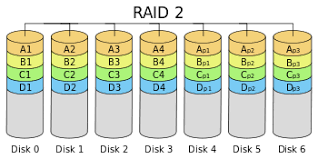 RAID 2
A1 A2 A3 A4 Ap1 Ap2 Ap3
B1 B2 B3 B4 Bp1 Bp2 Bp3
C1 C2 C3 C4 Cp1 Cp2 Cp3
D1 D2 D3 D4 Dp1 Dp2 Dp3
Disk 0 Disk 1 Disk 2 Disk 3 Disk 4 Disk 5 Disk 6